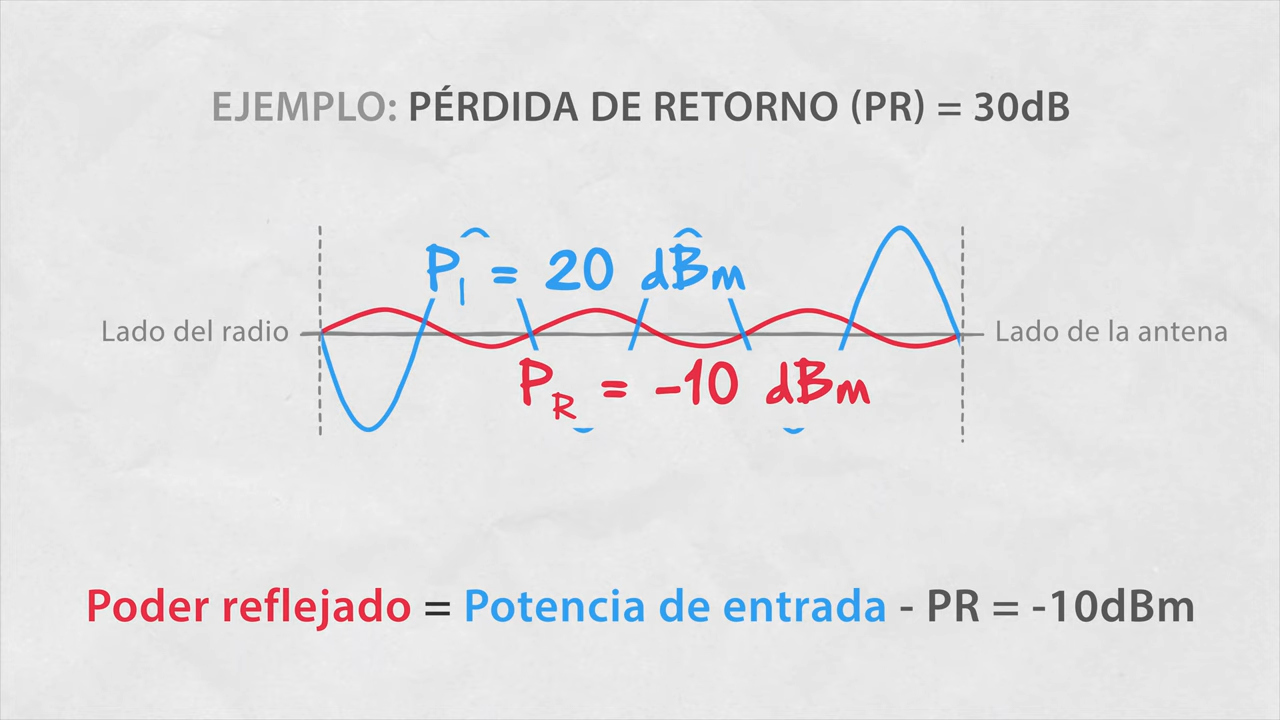 EJEMPLO: PÉRDIDA DE RETORNO (PR) = 30dB
P_I = 20 dBm
Lado del radio
Lado de la antena
P_R = -10 dBm
Poder reflejado = Potencia de entrada - PR = -10dBm